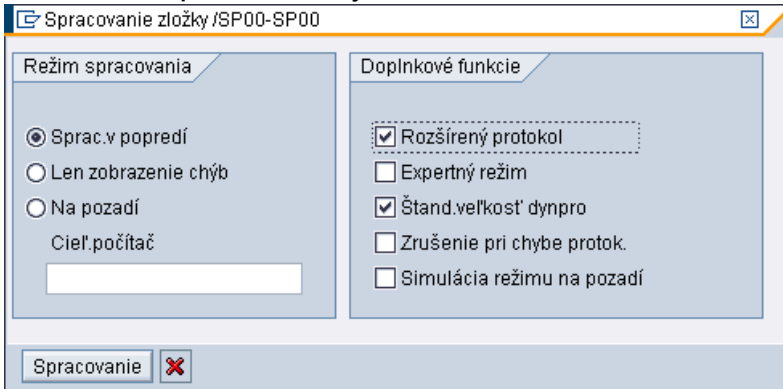 Spracovanie zložky /SP00-SP00
Režim spracovania
Sprac.v popredí
Len zobrazenie chýb
Na pozadí
Cieľ.počítač
Doplnkové funkcie
Rozšírený protokol
Expertný režim
Štand.veľkosť dynpro
Zrušenie pri chybe protok.
Simulácia režimu na pozadí
Spracovanie